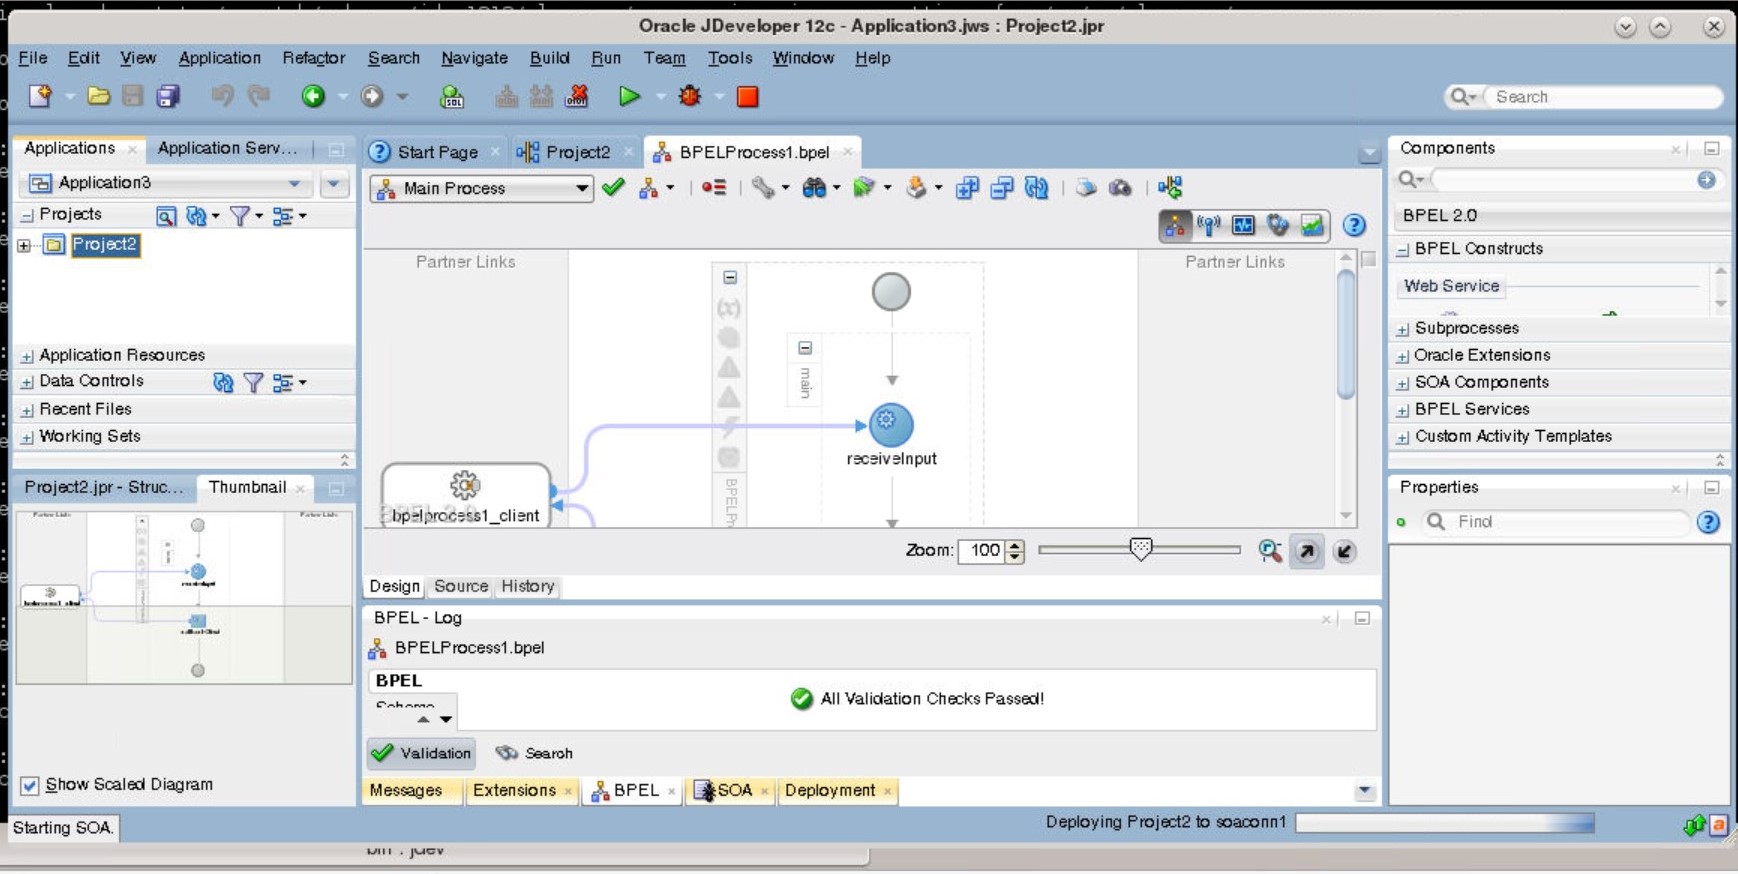 Oracle JDeveloper 12c - Application3.jws : Project2.jpr
File Edit View Application Refactor Search Navigate Build Run Team Tools Window Help
Search
Applications
Application Serv...
Start Page
Project2
BPELProcess1.bpel
Components
Application3
Main Process
Projects
BPEL 2.0
Project2
BPEL Constructs
Partner Links
Partner Links
Web Service
Subprocesses
Application Resources
Oracle Extensions
main
Data Controls
SOA Components
Recent Files
BPEL Services
Working Sets
Custom Activity Templates
receiveInput
Project2.jpr - Struc...
Thumbnail
Properties
BPELPr
bpelprocess1_client
BPEL 2.0
Find
Zoom: 100
Design Source History
BPEL - Log
BPELProcess1.bpel
BPEL
All Validation Checks Passed!
Schema
Validation
Search
Show Scaled Diagram
Messages Extensions BPEL SOA Deployment
Starting SOA.
Deploying Project2 to soaconn1
bin : jdev